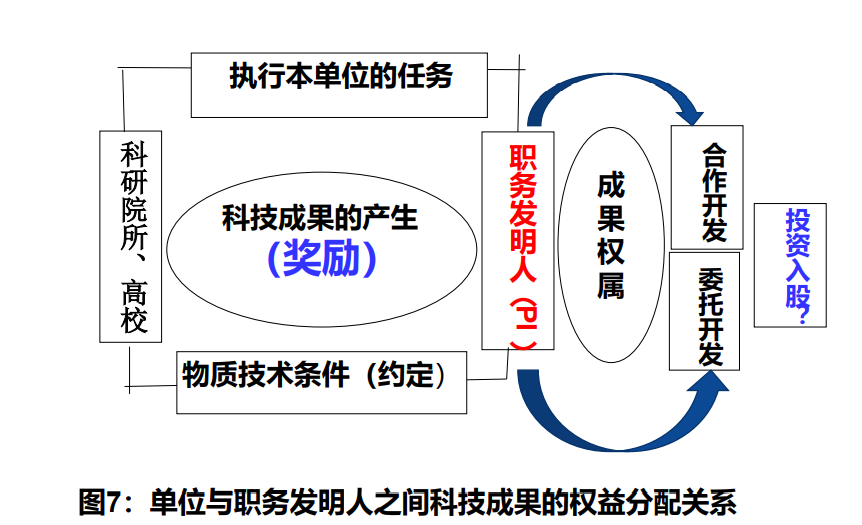 执行本单位的任务
科研院所、高校
科技成果的产生
（奖励）
职务发明人（PI）
成果权属
合作开发
委托开发
投资入股？
物质技术条件（约定）
图7：单位与职务发明人之间科技成果的权益分配关系